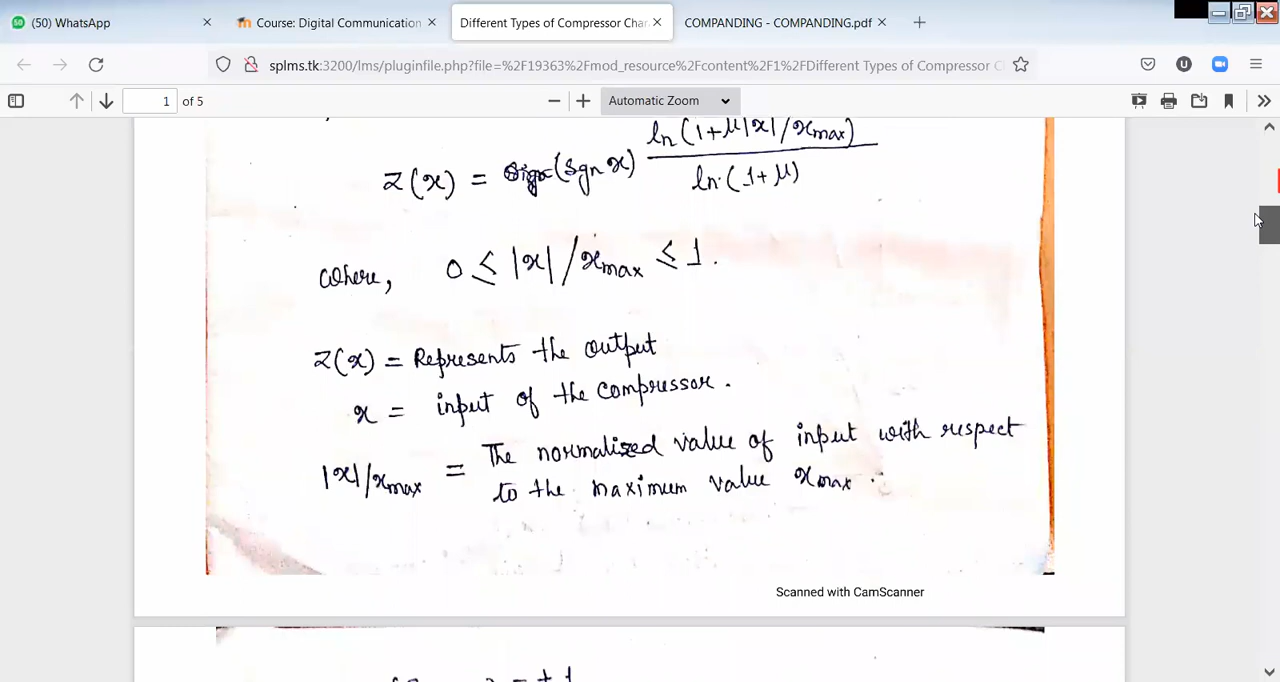 (50) WhatsApp
Course: Digital Communication
Different Types of Compressor Cha
COMPANDING - COMPANDING.pdf
splms.tk:3200/lms/pluginfile.php?file=%2F19363%2Fmod_resource%2Fcontent%2F1%2FDifferent Types of Compressor C
1 of 5
Automatic Zoom
Z(x) = (Sgn x) ln(1+μ|x|/xmax)
ln(1+μ)
where, 0 ≤ |x|/xmax ≤ 1.
Z(x) = Represents the output
x = input of the compressor.
|x|/xmax = The normalized value of input with respect
to the maximum value xmax.
Scanned with CamScanner